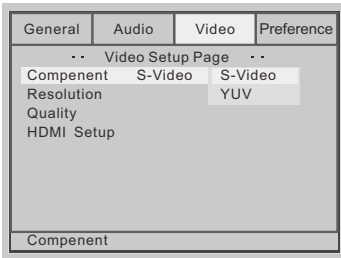 General Audio Video Preference
-- Video Setup Page --
Compenent S-Video S-Video
Resolution YUV
Quality
HDMI Setup
Compenent